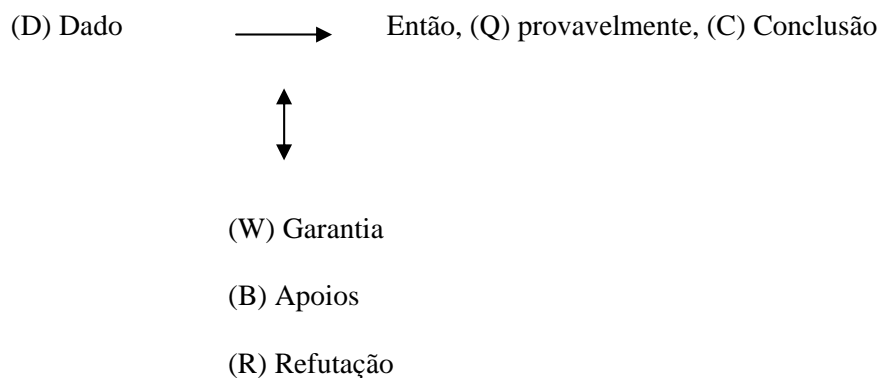 (D) Dado Então, (Q) provavelmente, (C) Conclusão
(W) Garantia
(B) Apoios
(R) Refutação